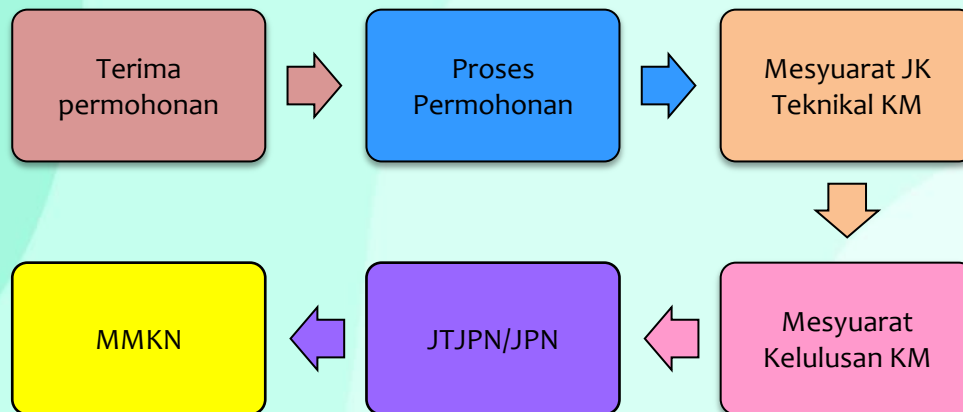 Terima
permohonan
Proses
Permohonan
Mesyuarat JK
Teknikal KM
Mesyuarat
Kelulusan KM
JTJPN/JPN
MMKN